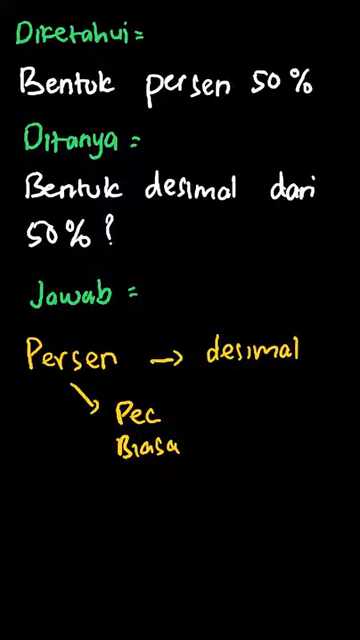 Diketahui=
Bentuk persen 50%
Ditanya =
Bentuk desimal dari
50%?
Jawab =
Persen → desimal
Pec
Biasa